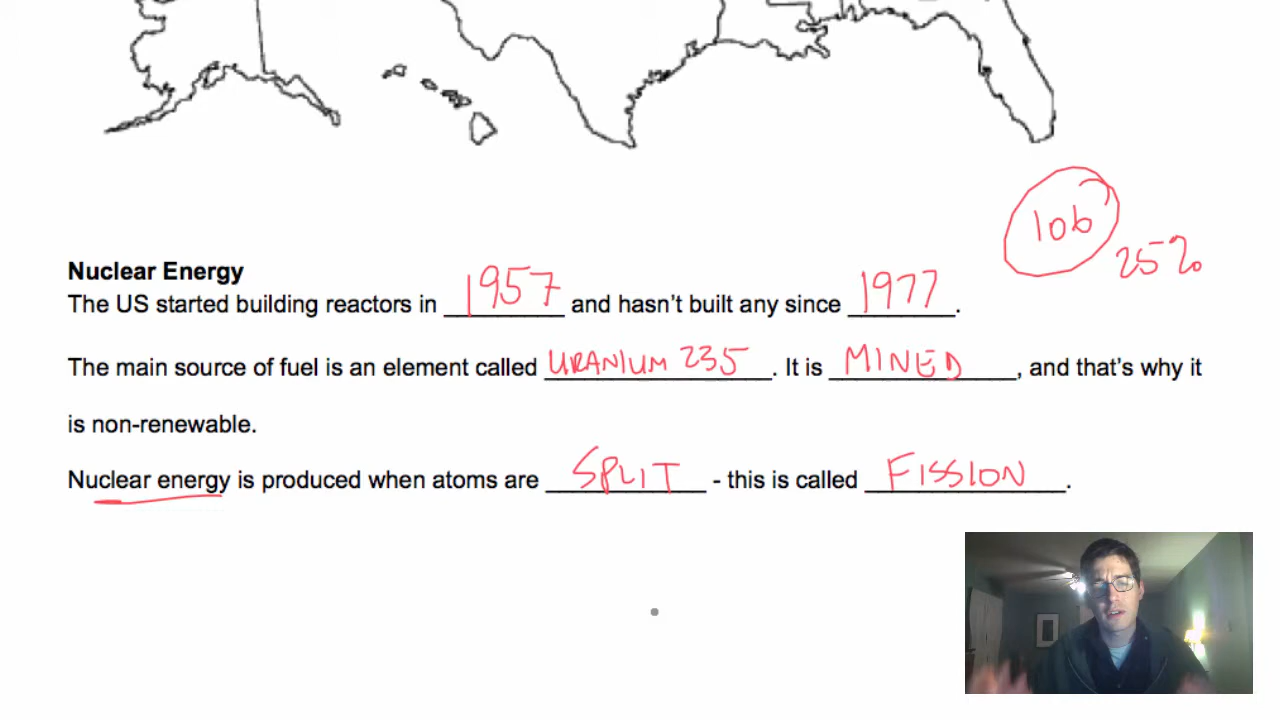 106
25%
Nuclear Energy
The US started building reactors in 1957 and hasn't built any since 1977.
The main source of fuel is an element called URANIUM 235. It is MINED, and that's why it
is non-renewable.
Nuclear energy is produced when atoms are SPLIT - this is called FISSION.